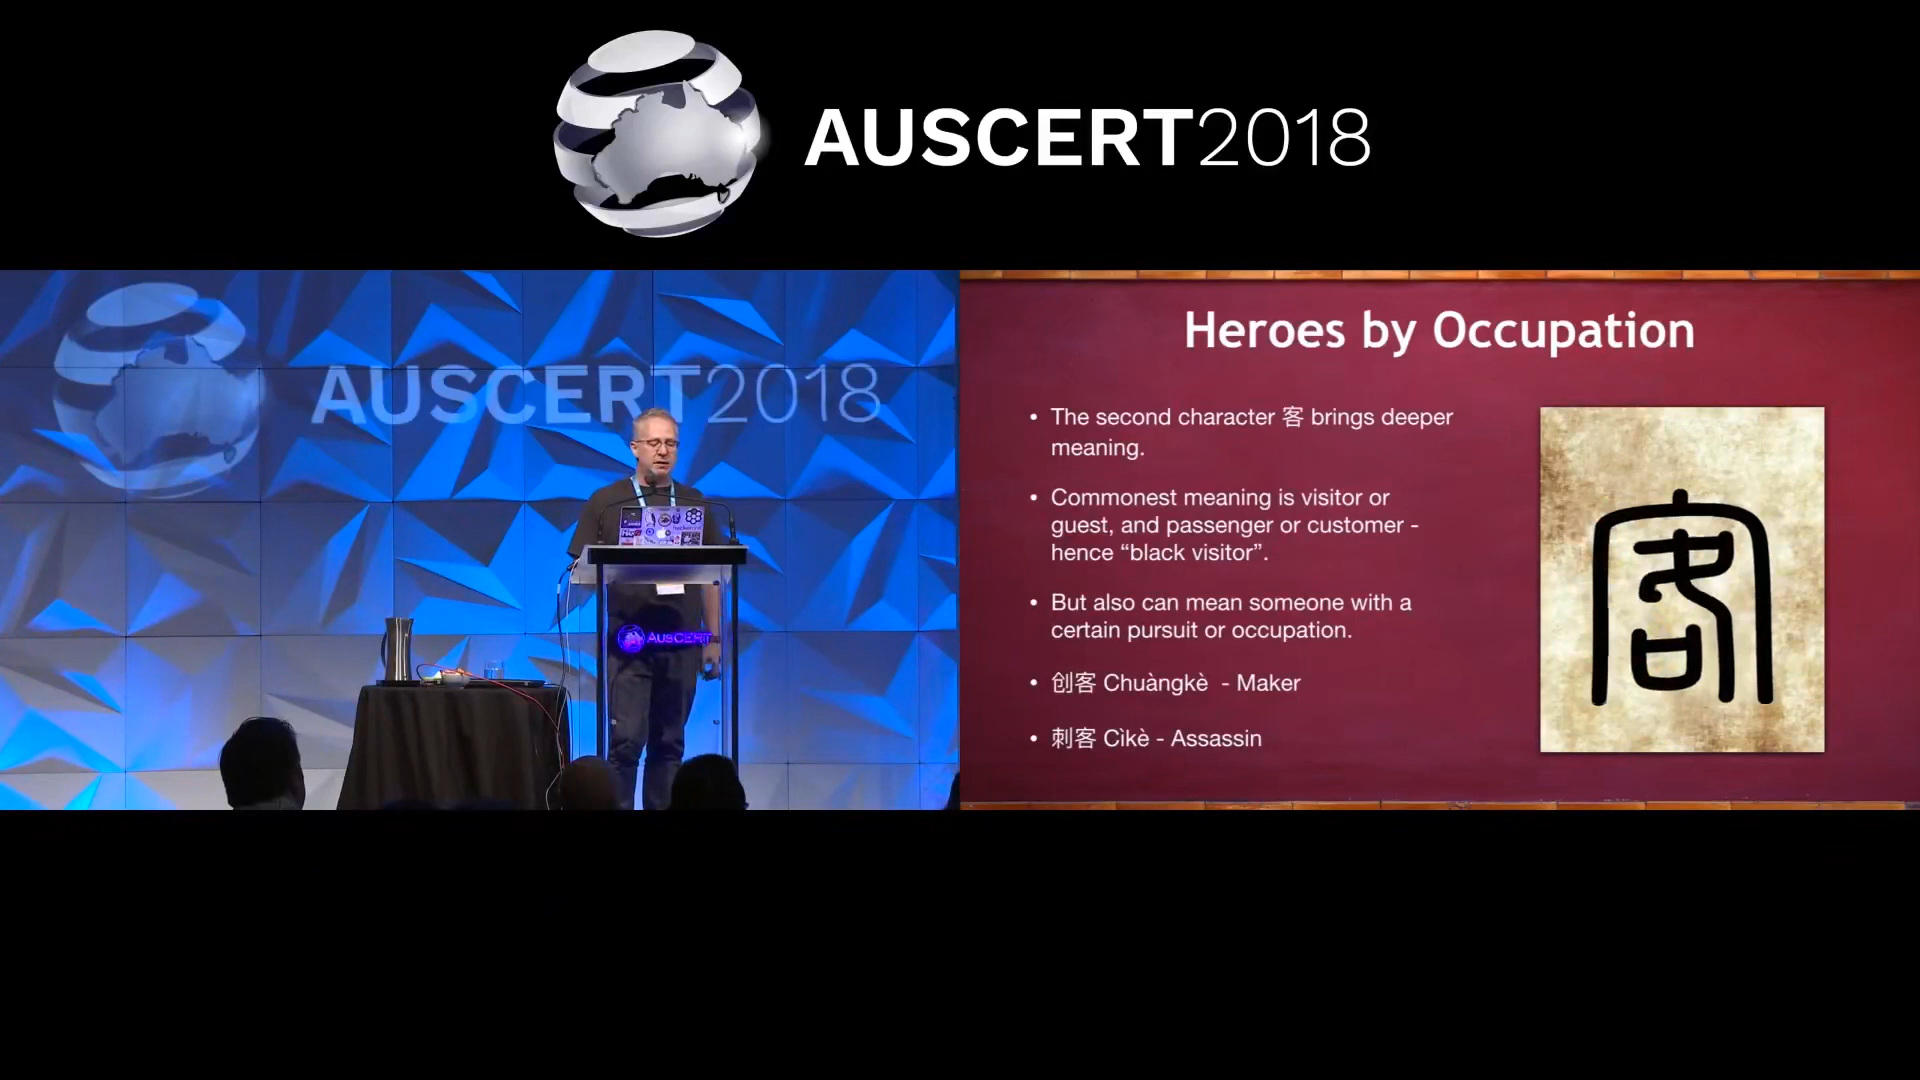 AUSCERT2018
AUSCERT2018
AUSCERT
Heroes by Occupation
• The second character 客 brings deeper
meaning.
• Commonest meaning is visitor or
guest, and passenger or customer -
hence “black visitor”.
• But also can mean someone with a
certain pursuit or occupation.
• 创客 Chuàngkè - Maker
• 刺客 Cìkè - Assassin
客